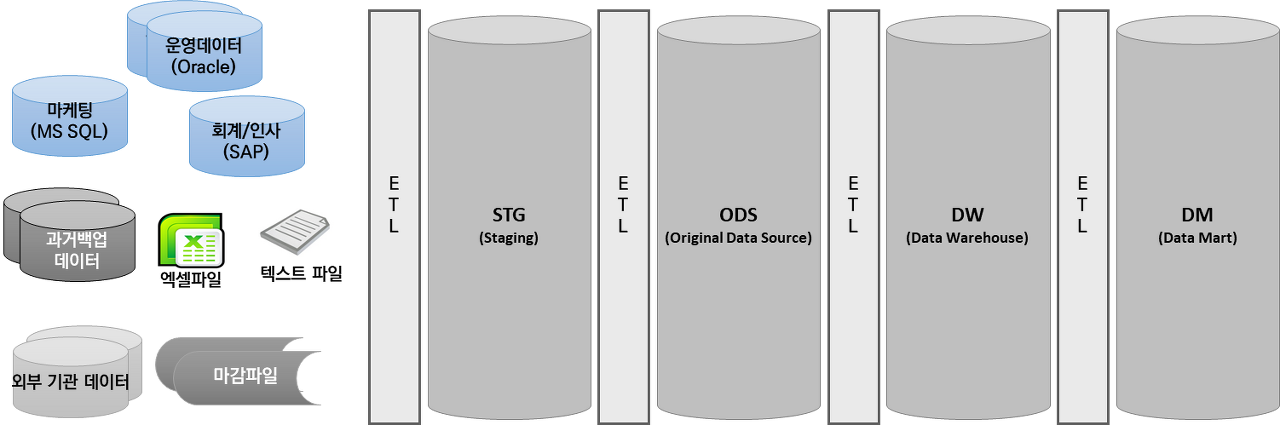 운영데이터
(Oracle)
마케팅
(MS SQL)
회계/인사
(SAP)
과거백업
데이터
엑셀파일
텍스트 파일
외부 기관 데이터
마감파일
E
T
L
STG
(Staging)
E
T
L
ODS
(Original Data Source)
E
T
L
DW
(Data Warehouse)
E
T
L
DM
(Data Mart)